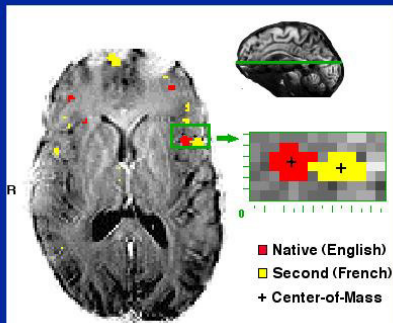 R
0
Native (English)
Second (French)
+ Center-of-Mass